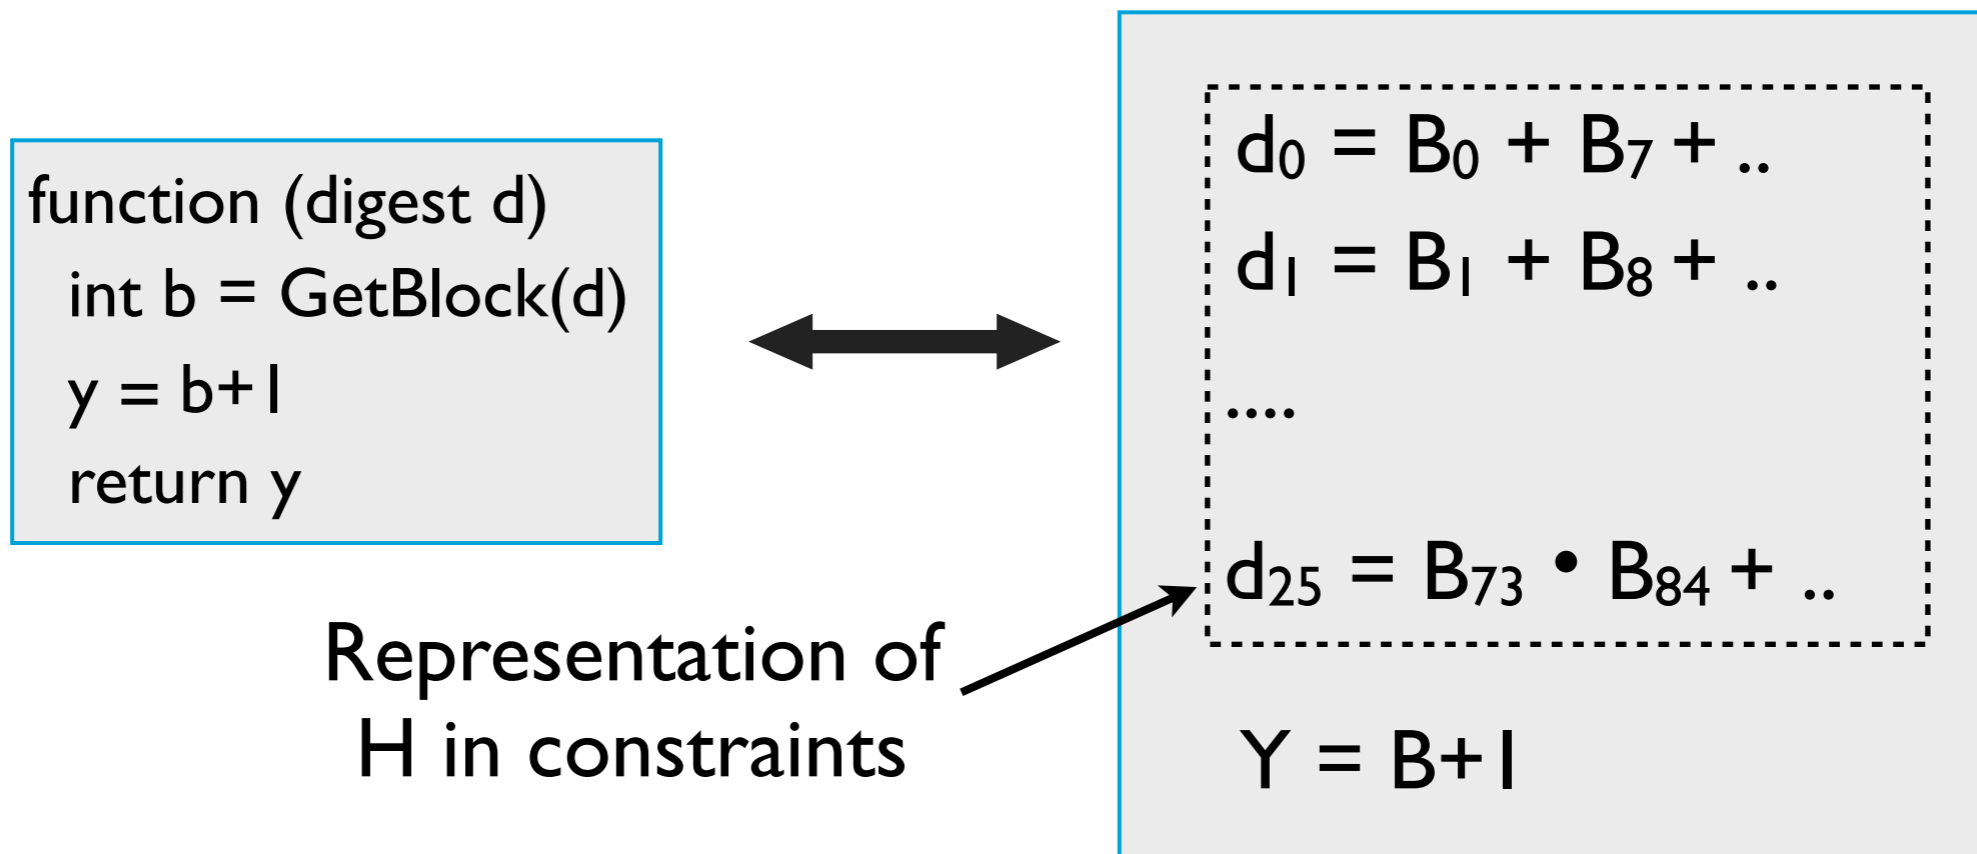 function (digest d)
int b = GetBlock(d)
y = b+1
return y
Representation of
H in constraints
d₀ = B₀ + B₇ + ..
d₁ = B₁ + B₈ + ..
....
d₂₅ = B₇₃ • B₈₄ + ..
Y = B+1